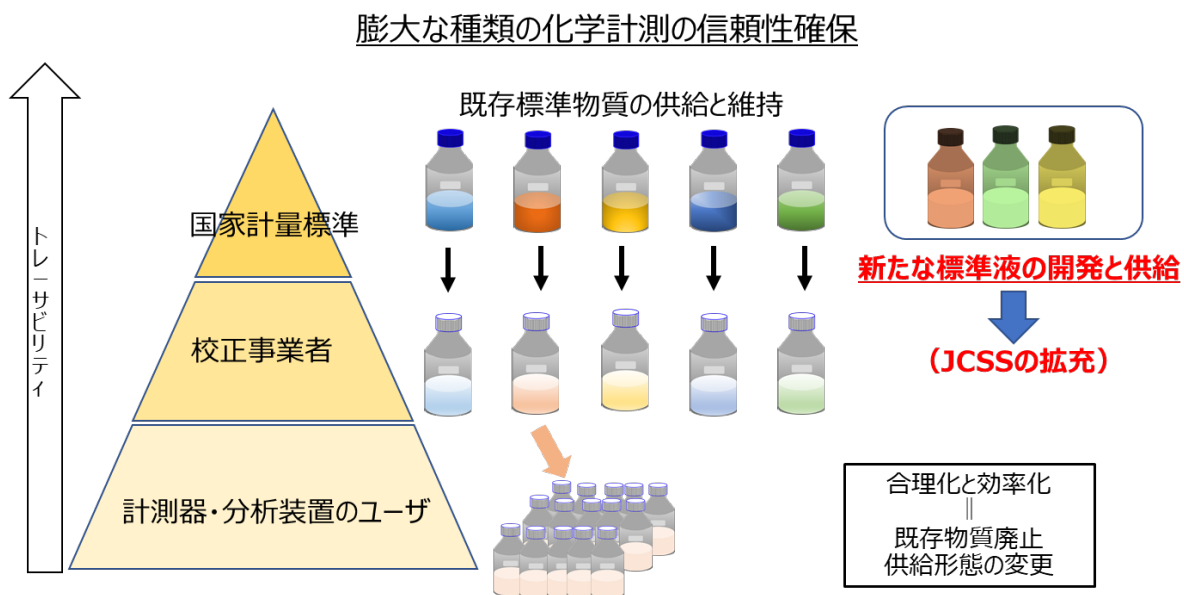 膨大な種類の化学計測の信頼性確保
トレーサビリティ
既存標準物質の供給と維持
国家計量標準
校正事業者
計測器・分析装置のユーザ
新たな標準液の開発と供給
（JCSSの拡充）
合理化と効率化
||
既存物質廃止
供給形態の変更